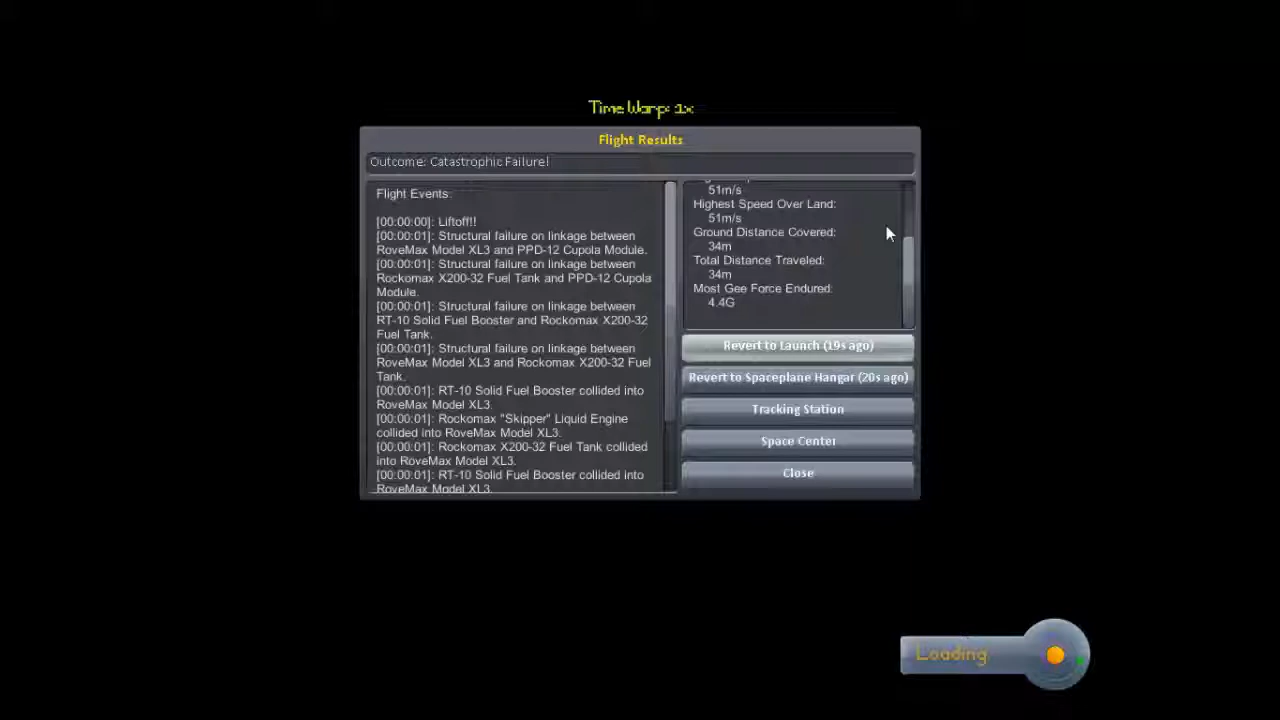 Time Warp: 1x
Flight Results
Outcome: Catastrophic Failure!
Flight Events:
[00:00:00]: Liftoff!!
[00:00:01]: Structural failure on linkage between
RoveMax Model XL3 and PPD-12 Cupola Module.
[00:00:01]: Structural failure on linkage between
Rockomax X200-32 Fuel Tank and PPD-12 Cupola
Module.
[00:00:01]: Structural failure on linkage between
RT-10 Solid Fuel Booster and Rockomax X200-32
Fuel Tank.
[00:00:01]: Structural failure on linkage between
RoveMax Model XL3 and Rockomax X200-32 Fuel
Tank.
[00:00:01]: RT-10 Solid Fuel Booster collided into
RoveMax Model XL3.
[00:00:01]: Rockomax "Skipper" Liquid Engine
collided into RoveMax Model XL3.
[00:00:01]: Rockomax X200-32 Fuel Tank collided
into RoveMax Model XL3.
[00:00:01]: RT-10 Solid Fuel Booster collided into
RoveMax Model XL3.
51m/s
Highest Speed Over Land:
51m/s
Ground Distance Covered:
34m
Total Distance Traveled:
34m
Most Gee Force Endured:
4.4G
Revert to Launch (19s ago)
Revert to Spaceplane Hangar (20s ago)
Tracking Station
Space Center
Close
Loading